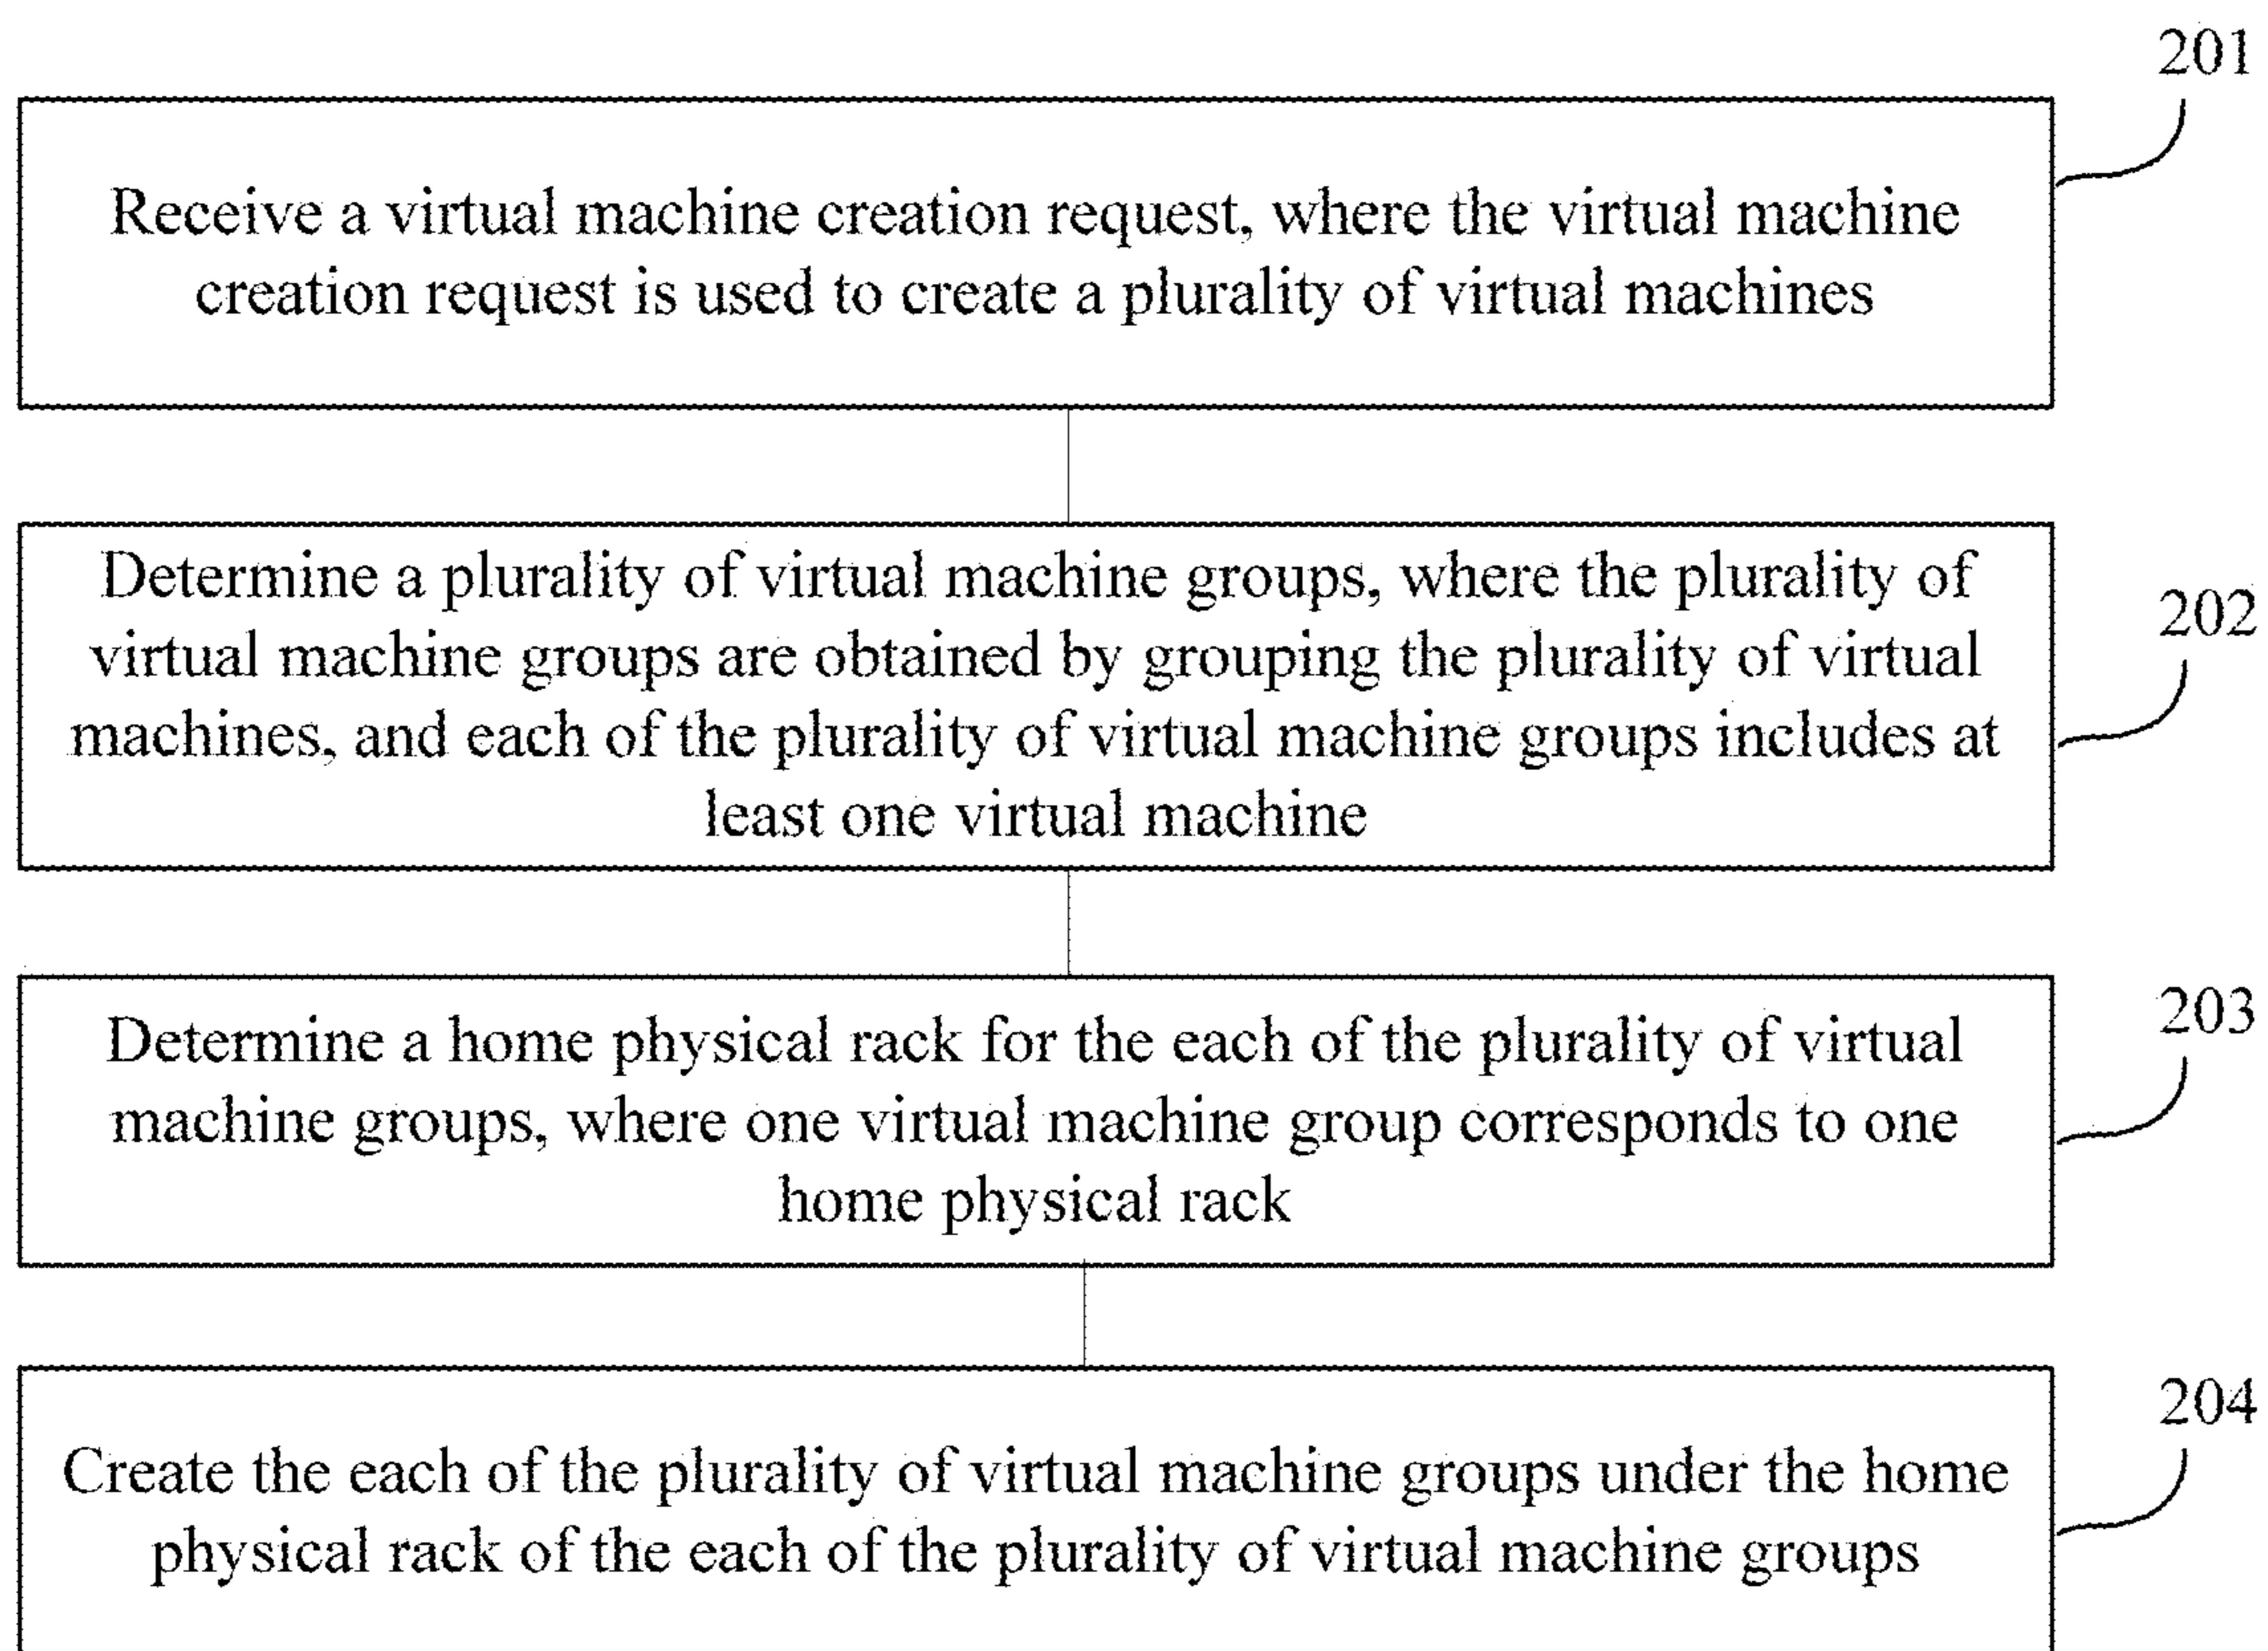 201
Receive a virtual machine creation request, where the virtual machine
creation request is used to create a plurality of virtual machines
Determine a plurality of virtual machine groups, where the plurality of
virtual machine groups are obtained by grouping the plurality of virtual
machines, and each of the plurality of virtual machine groups includes at
least one virtual machine
202
Determine a home physical rack for the each of the plurality of virtual
machine groups, where one virtual machine group corresponds to one
home physical rack
203
Create the each of the plurality of virtual machine groups under the home
physical rack of the each of the plurality of virtual machine groups
204